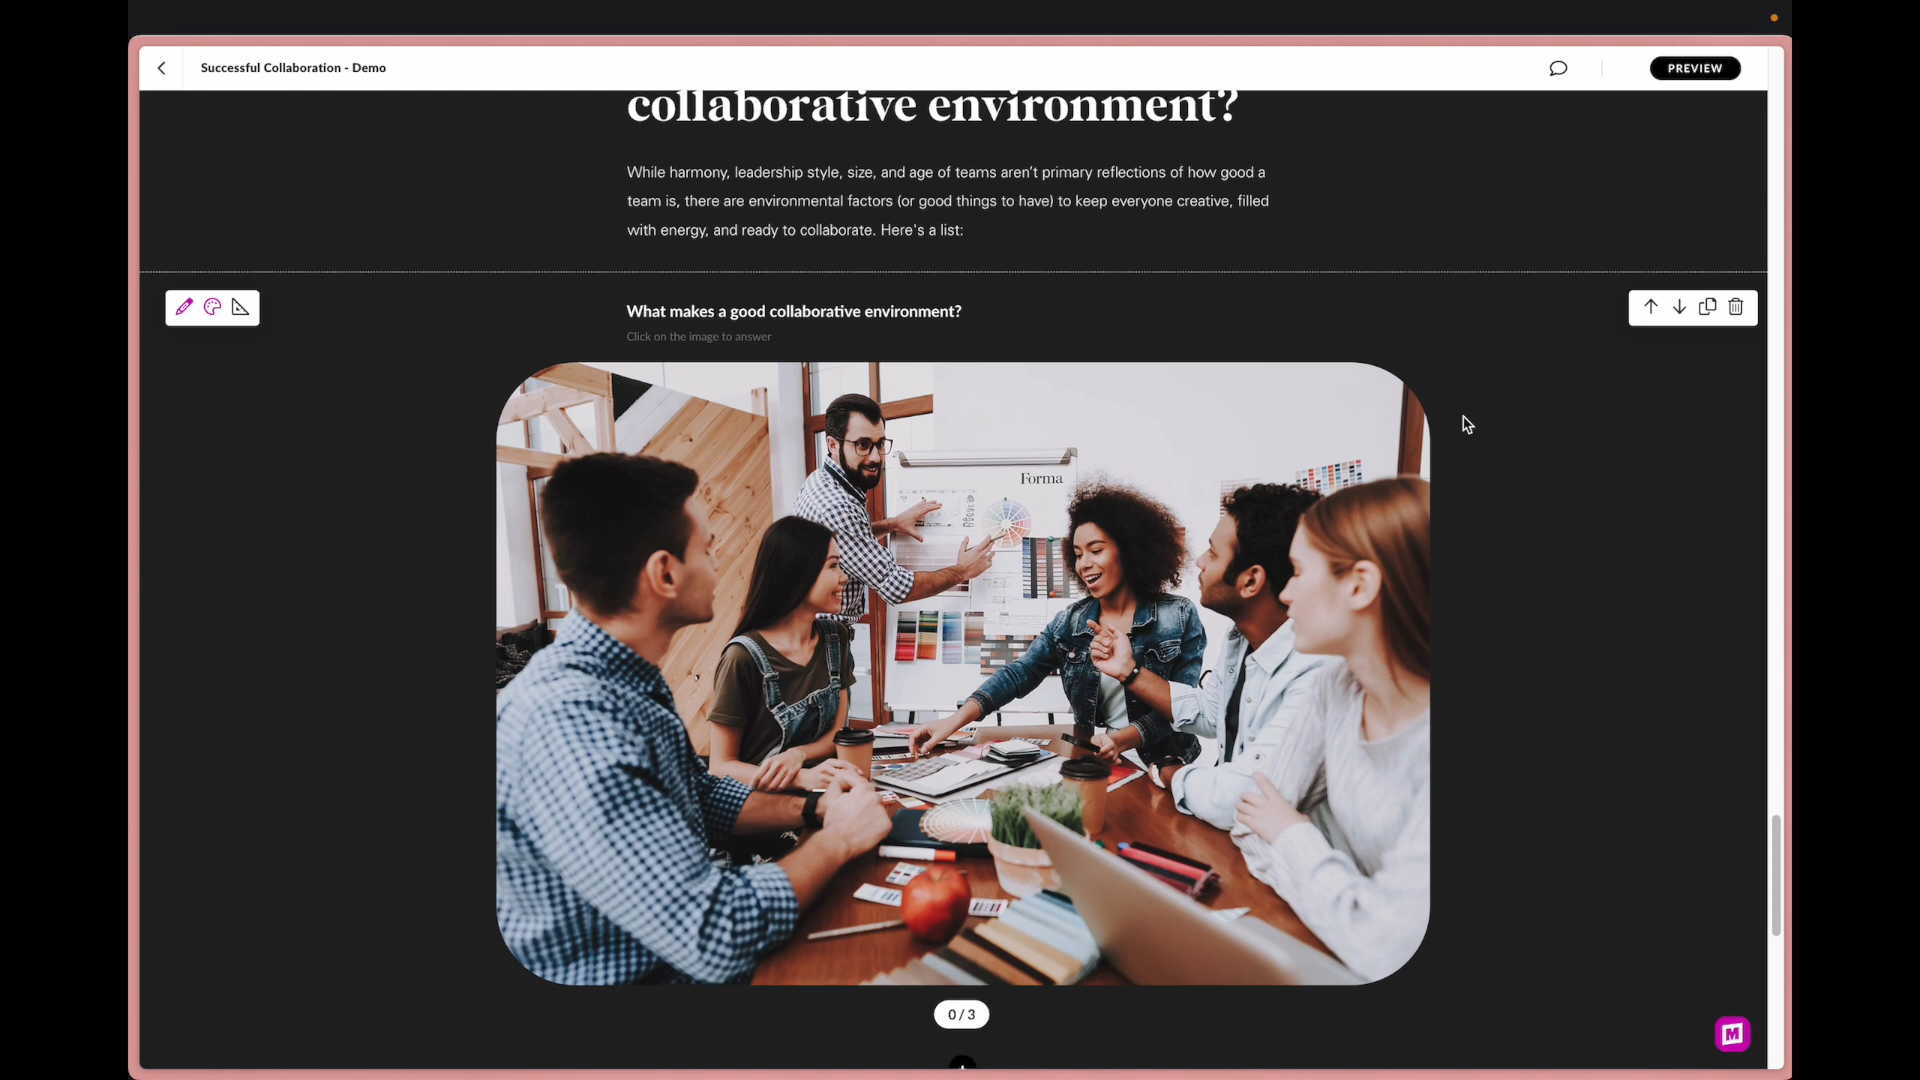 Successful Collaboration - Demo
PREVIEW
collaborative environment?
While harmony, leadership style, size, and age of teams aren't primary reflections of how good a
team is, there are environmental factors (or good things to have) to keep everyone creative, filled
with energy, and ready to collaborate. Here's a list:
What makes a good collaborative environment?
Click on the image to answer
Forma
0 / 3
M